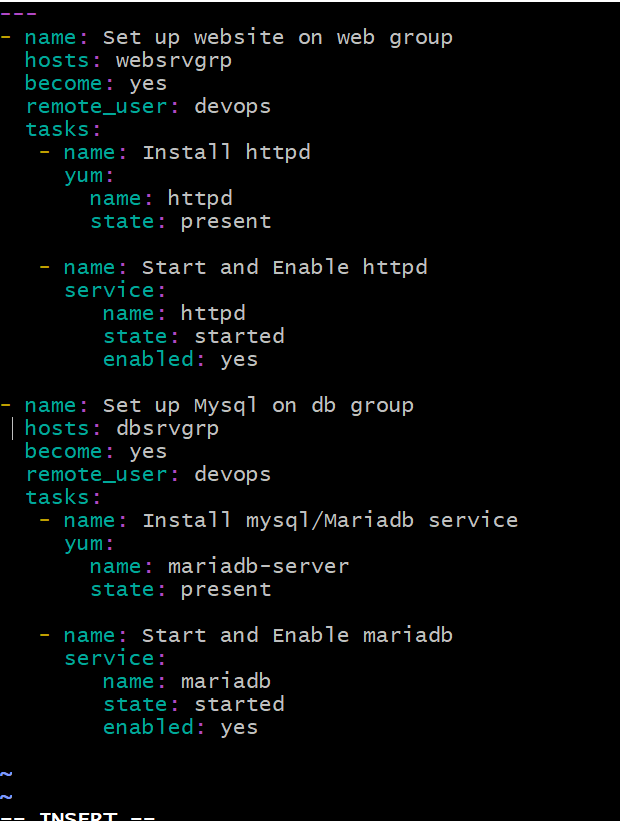 ---
- name: Set up website on web group
  hosts: websrvgrp
  become: yes
  remote_user: devops
  tasks:
   - name: Install httpd
     yum:
       name: httpd
       state: present

   - name: Start and Enable httpd
     service:
        name: httpd
        state: started
        enabled: yes

- name: Set up Mysql on db group
  hosts: dbsrvgrp
  become: yes
  remote_user: devops
  tasks:
   - name: Install mysql/Mariadb service
     yum:
       name: mariadb-server
       state: present

   - name: Start and Enable mariadb
     service:
        name: mariadb
        state: started
        enabled: yes

~
~
-- INSERT --